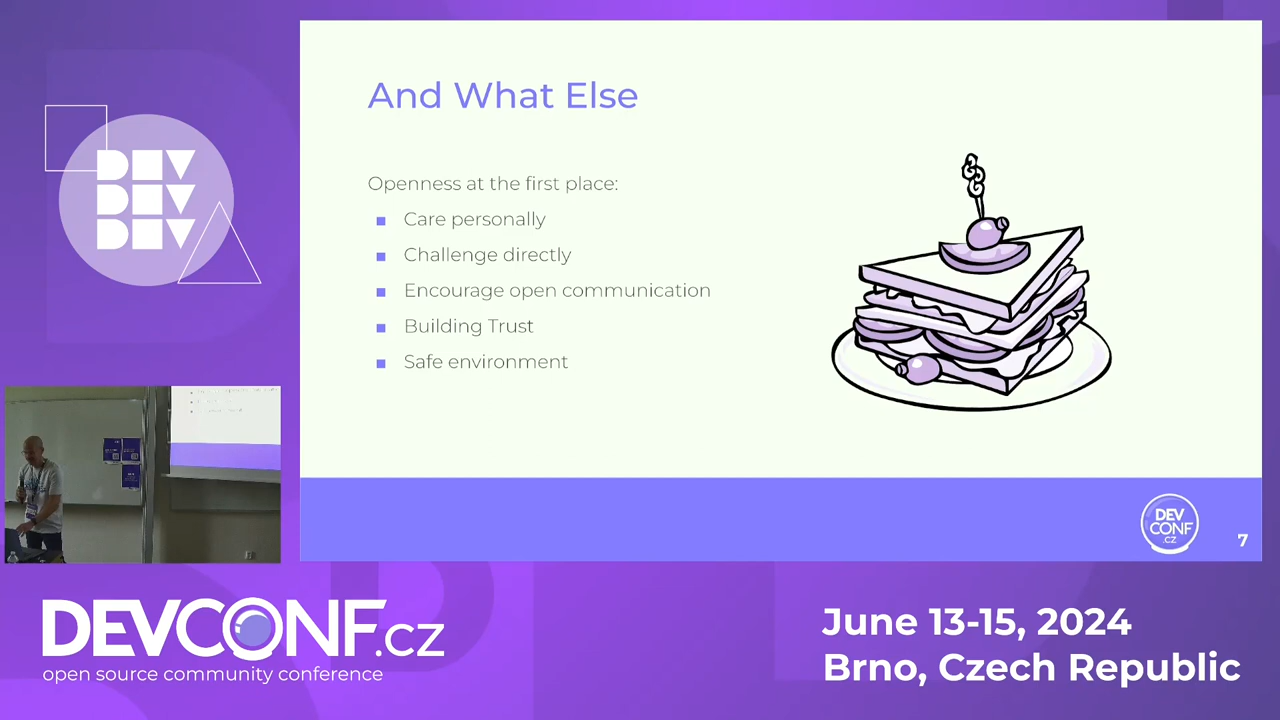 And What Else
Openness at the first place:
Care personally
Challenge directly
Encourage open communication
Building Trust
Safe environment
DEV
CONF
.CZ
7
DEV
DEV
DEV
DEVCONF.cz
open source community conference
June 13-15, 2024
Brno, Czech Republic